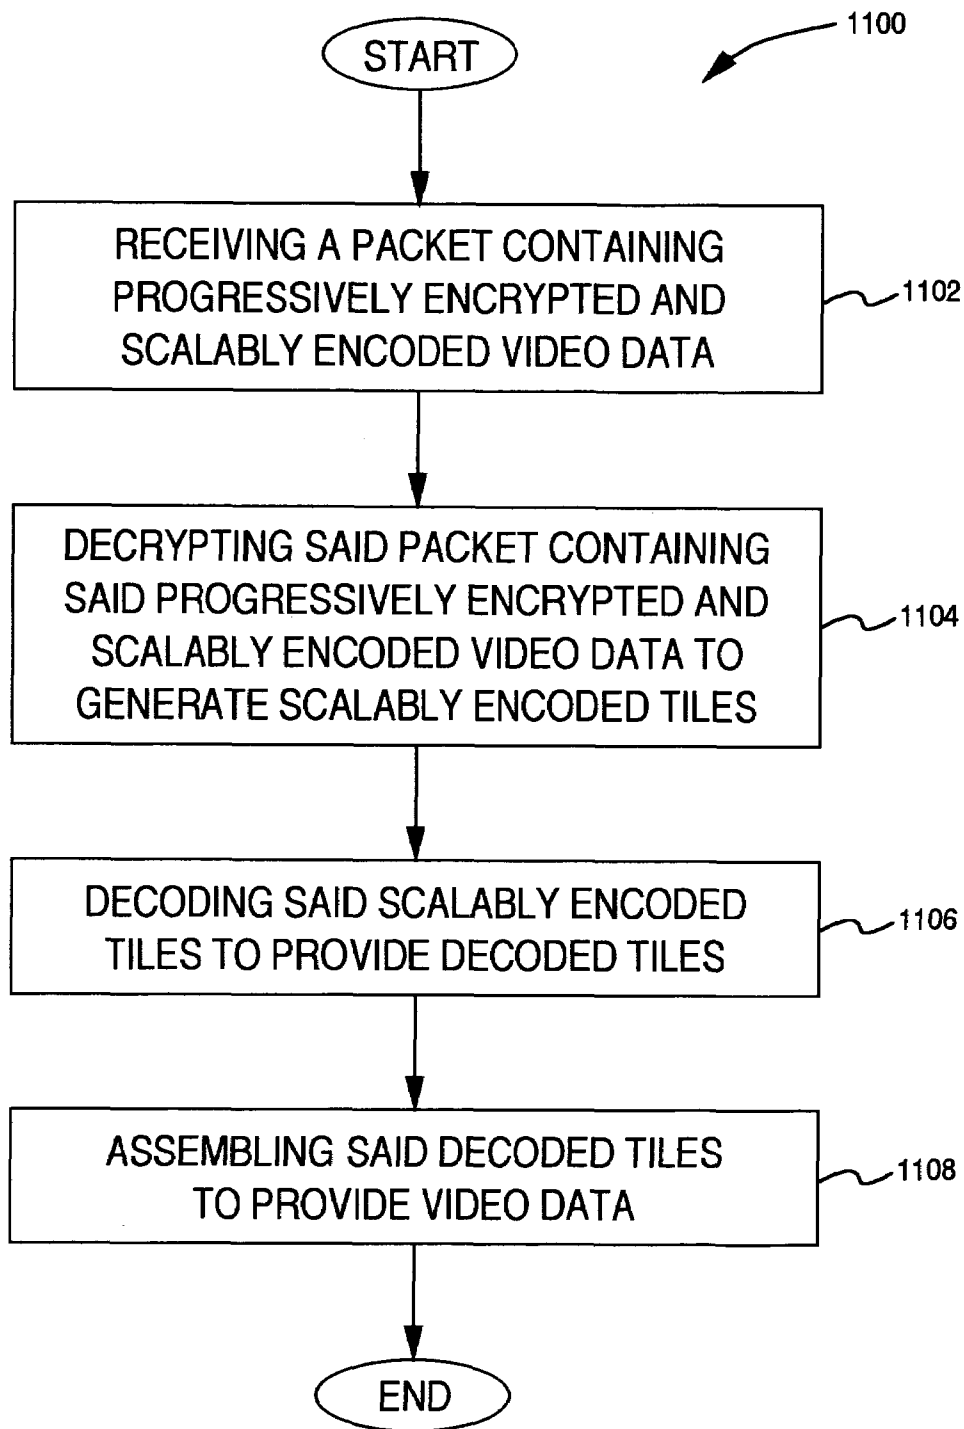 START
1100
RECEIVING A PACKET CONTAINING
PROGRESSIVELY ENCRYPTED AND
SCALABLY ENCODED VIDEO DATA
1102
DECRYPTING SAID PACKET CONTAINING
SAID PROGRESSIVELY ENCRYPTED AND
SCALABLY ENCODED VIDEO DATA TO
GENERATE SCALABLY ENCODED TILES
1104
DECODING SAID SCALABLY ENCODED
TILES TO PROVIDE DECODED TILES
1106
ASSEMBLING SAID DECODED TILES
TO PROVIDE VIDEO DATA
1108
END